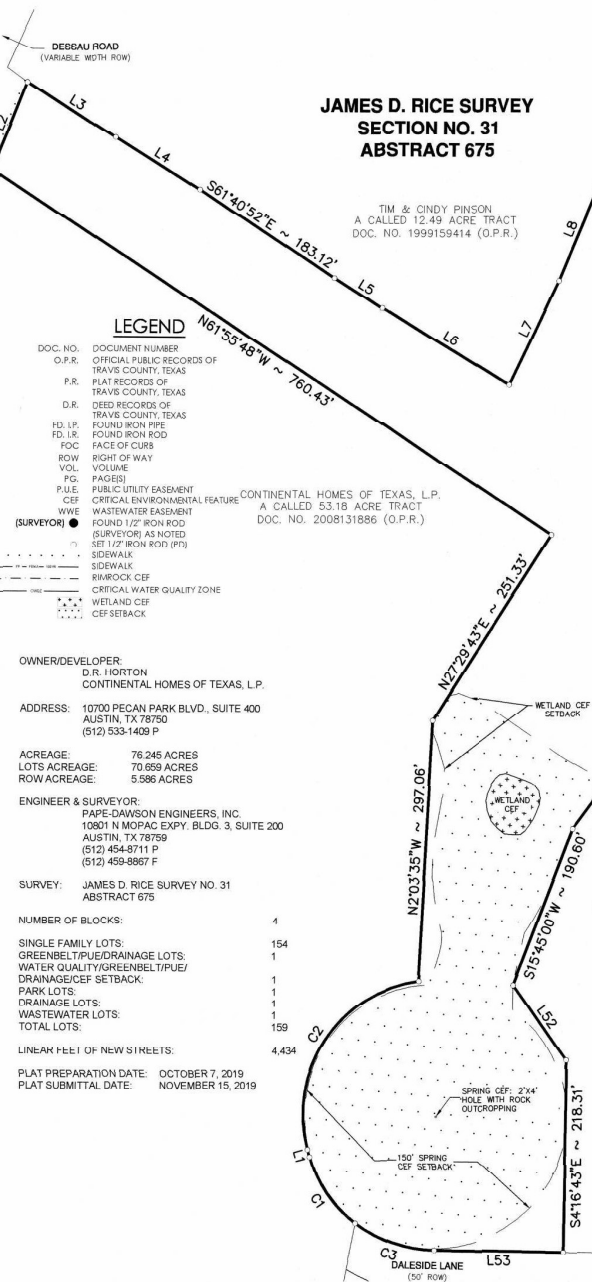 DESSAU ROAD
(VARIABLE WIDTH ROW)
L2
L3
L4
JAMES D. RICE SURVEY
SECTION NO. 31
ABSTRACT 675
S61°40'52"E ~ 183.12'
TIM & CINDY PINSON
A CALLED 12.49 ACRE TRACT
DOC. NO. 1999159414 (O.P.R.)
L5
L6
L7
L8
N61°55'48"W ~ 760.43'
LEGEND
DOC. NO. DOCUMENT NUMBER
O.P.R. OFFICIAL PUBLIC RECORDS OF
TRAVIS COUNTY, TEXAS
P.R. PLAT RECORDS OF
TRAVIS COUNTY, TEXAS
D.R. DEED RECORDS OF
TRAVIS COUNTY, TEXAS
FD. I.P. FOUND IRON PIPE
FD. I.R. FOUND IRON ROD
FOC FACE OF CURB
ROW RIGHT OF WAY
VOL. VOLUME
PG. PAGE(S)
P.U.E. PUBLIC UTILITY EASEMENT
CEF CRITICAL ENVIRONMENTAL FEATURE
WWE WASTEWATER EASEMENT
(SURVEYOR) FOUND 1/2" IRON ROD
(SURVEYOR) AS NOTED
SET 1/2" IRON ROD (PD)
SIDEWALK
SIDEWALK
RIMROCK CEF
CWQZ CRITICAL WATER QUALITY ZONE
WETLAND CEF
CEF SETBACK
CONTINENTAL HOMES OF TEXAS, L.P.
A CALLED 53.18 ACRE TRACT
DOC. NO. 2008131886 (O.P.R.)
N27°29'43"E ~ 251.33'
WETLAND CEF
SETBACK
WETLAND
CEF
N2°03'35"W ~ 297.06'
S15°45'00"W ~ 190.60'
OWNER/DEVELOPER:
D.R. HORTON
CONTINENTAL HOMES OF TEXAS, L.P.
ADDRESS: 10700 PECAN PARK BLVD., SUITE 400
AUSTIN, TX 78750
(512) 533-1409 P
ACREAGE: 76.245 ACRES
LOTS ACREAGE: 70.659 ACRES
ROW ACREAGE: 5.586 ACRES
ENGINEER & SURVEYOR:
PAPE-DAWSON ENGINEERS, INC.
10801 N MOPAC EXPY. BLDG. 3, SUITE 200
AUSTIN, TX 78759
(512) 454-8711 P
(512) 459-8867 F
SURVEY: JAMES D. RICE SURVEY NO. 31
ABSTRACT 675
NUMBER OF BLOCKS: 4
SINGLE FAMILY LOTS: 154
GREENBELT/PUE/DRAINAGE LOTS: 1
WATER QUALITY/GREENBELT/PUE/
DRAINAGE/CEF SETBACK: 1
PARK LOTS: 1
DRAINAGE LOTS: 1
WASTEWATER LOTS: 1
TOTAL LOTS: 159
LINEAR FEET OF NEW STREETS: 4,434
PLAT PREPARATION DATE: OCTOBER 7, 2019
PLAT SUBMITTAL DATE: NOVEMBER 15, 2019
L52
C2
SPRING CEF: 2'X4'
HOLE WITH ROCK
OUTCROPPING
S4°16'43"E ~ 218.31'
150' SPRING
CEF SETBACK
L1
C1
C3
DALESIDE LANE
(50' ROW)
L53